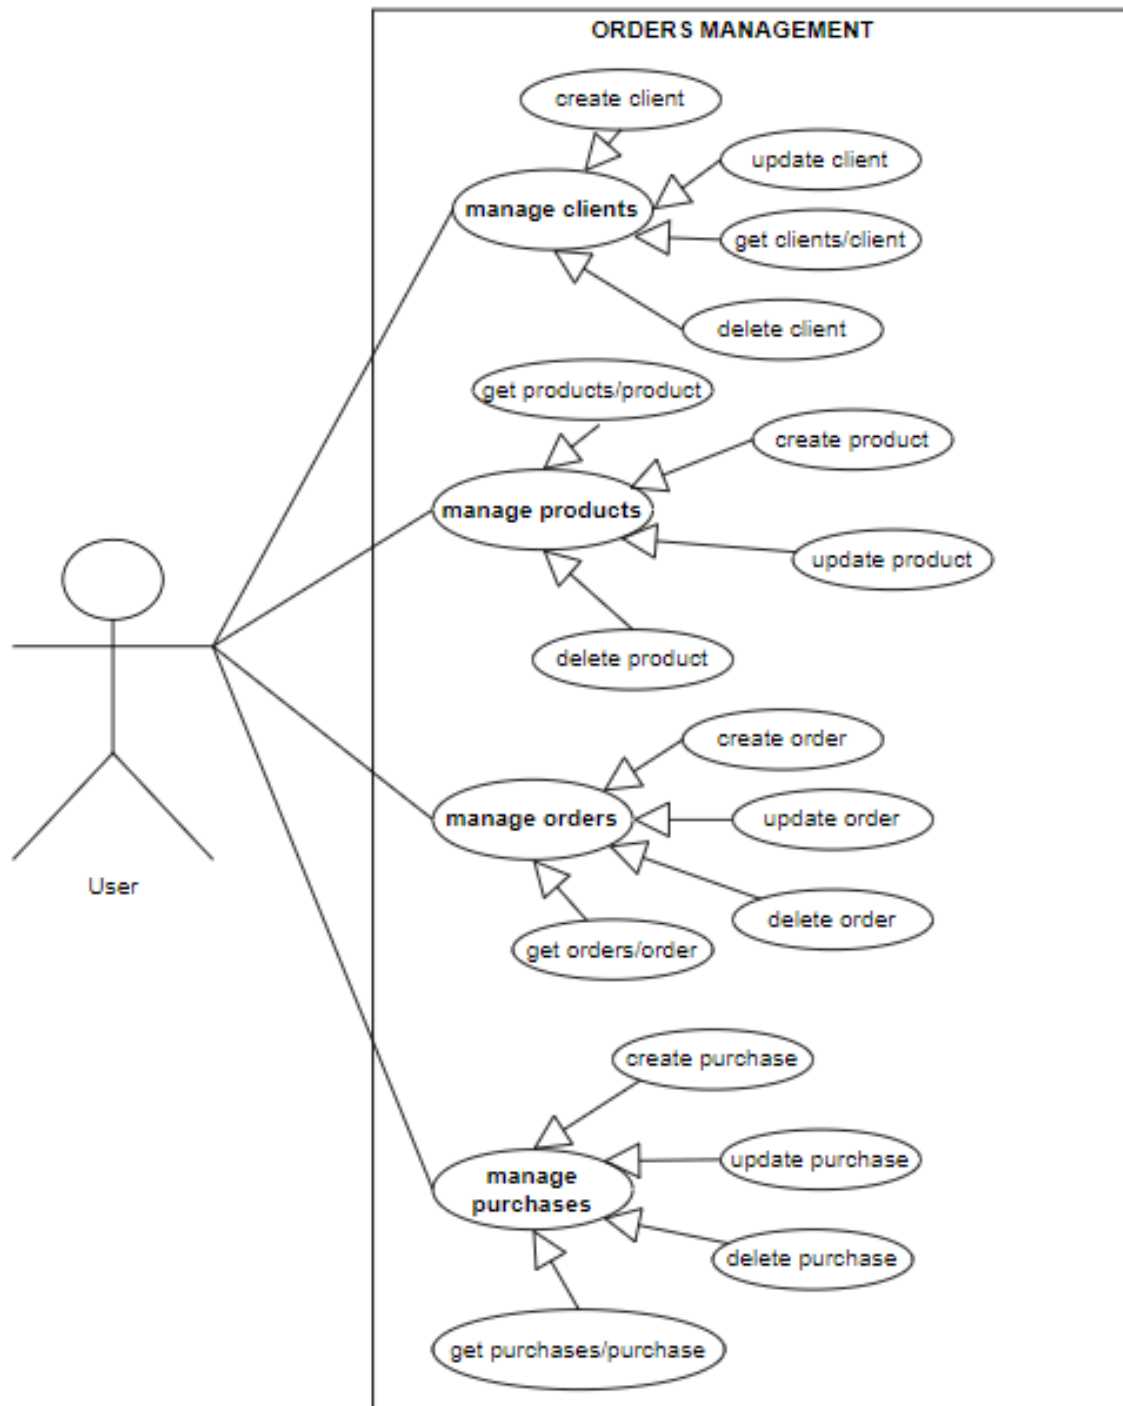 ORDERS MANAGEMENT
create client
update client
manage clients
get clients/client
delete client
get products/product
create product
manage products
update product
delete product
create order
manage orders
update order
User
delete order
get orders/order
create purchase
update purchase
manage
purchases
delete purchase
get purchases/purchase